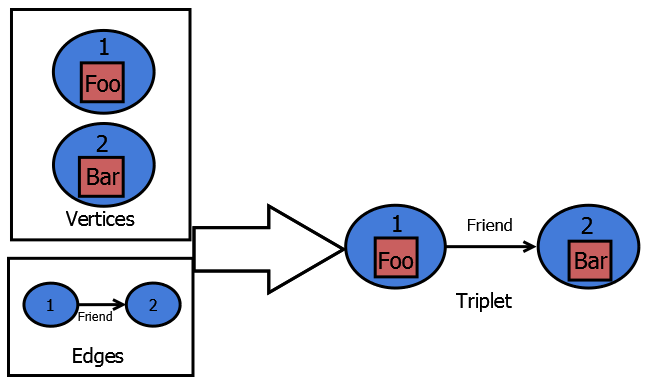 1
Foo
2
Bar
Vertices
1
Friend
2
Edges
1
Foo
Friend
2
Bar
Triplet